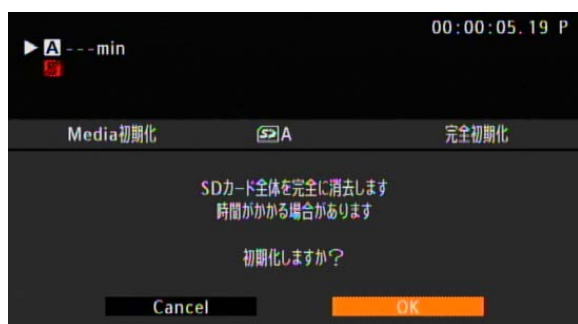 00:00:05.19 P
A ---min
Media初期化 SD A 完全初期化
SDカード全体を完全に消去します
時間がかかる場合があります
初期化しますか?
Cancel OK